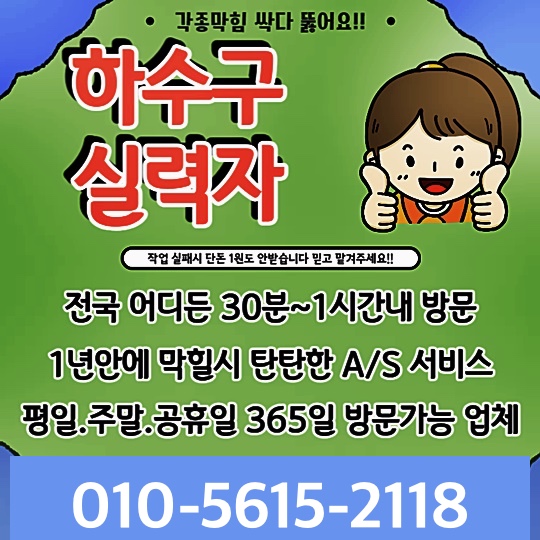 • 각종막힘 싹다 뚫어요!! •
하수구
실력자
작업 실패시 단돈 1원도 안받습니다 믿고 맡겨주세요!!
전국 어디든 30분~1시간내 방문
1년안에 막힐시 탄탄한 A/S 서비스
평일.주말.공휴일 365일 방문가능 업체
010-5615-2118